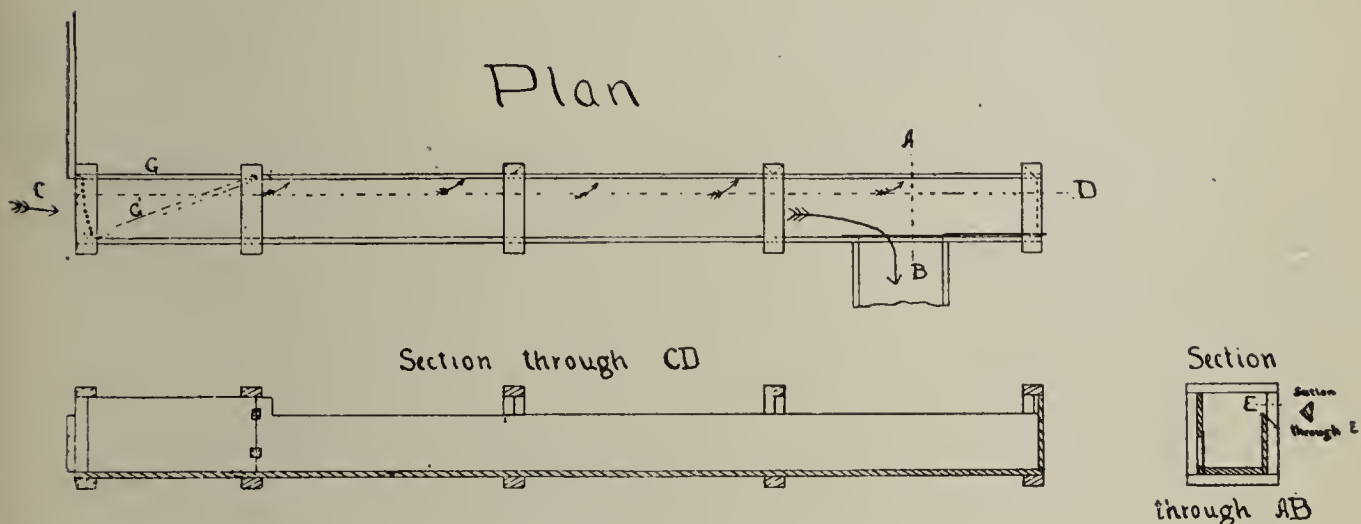 Plan
A
G
C
G
D
B
Section through CD
Section
E
Section
through E
through AB